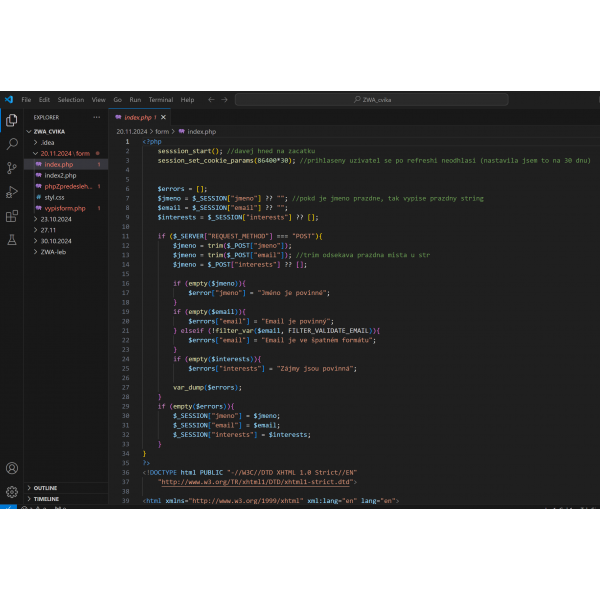 File Edit Selection View Go Run Terminal Help ZWA_cvika
EXPLORER
ZWA_CVIKA
.idea
20.11.2024 \ form
index.php 1
index2.php
phpZpredesleh... 1
styl.css
vypisform.php 1
23.10.2024
27.11
30.10.2024
ZWA-leb
OUTLINE
TIMELINE
index.php 1
20.11.2024 > form > index.php
1 <?php
2 sesssion_start(); //davej hned na zacatku
3 session_set_cookie_params(86400*30); //prihlaseny uzivatel se po refreshi neodhlasi (nastavila jsem to na 30 dnu)
4
5
6 $errors = [];
7 $jmeno = $_SESSION["jmeno"] ?? ""; //pokd je jmeno prazdne, tak vypise prazdny string
8 $email = $_SESSION["email"] ?? "";
9 $interests = $_SESSION["interests"] ?? [];
10
11 if ($_SERVER["REQUEST_METHOD"] === "POST"){
12 $jmeno = trim($_POST["jmeno"]);
13 $jmeno = trim($_POST["email"]); //trim odsekava prazdna mista u str
14 $jmeno = $_POST["interests"] ?? [];
15
16 if (empty($jmeno)){
17 $error["jmeno"] = "Jméno je povinné";
18 }
19 if (empty($email)){
20 $errors["email"] = "Email je povinný";
21 } elseif (!filter_var($email, FILTER_VALIDATE_EMAIL)){
22 $errors["email"] = "Email je ve špatném formátu";
23 }
24 if (empty($interests)){
25 $errors["interests"] = "Zájmy jsou povinná";
26
27 var_dump($errors);
28 }
29 if (empty($errors)){
30 $_SESSION["jmeno"] = $jmeno;
31 $_SESSION["email"] = $email;
32 $_SESSION["interests"] = $interests;
33 }
34 }
35 ?>
36 <!DOCTYPE html PUBLIC "-//W3C//DTD XHTML 1.0 Strict//EN"
37 "http://www.w3.org/TR/xhtml1/DTD/xhtml1-strict.dtd">
38
39 <html xmlns="http://www.w3.org/1999/xhtml" xml:lang="en" lang="en">